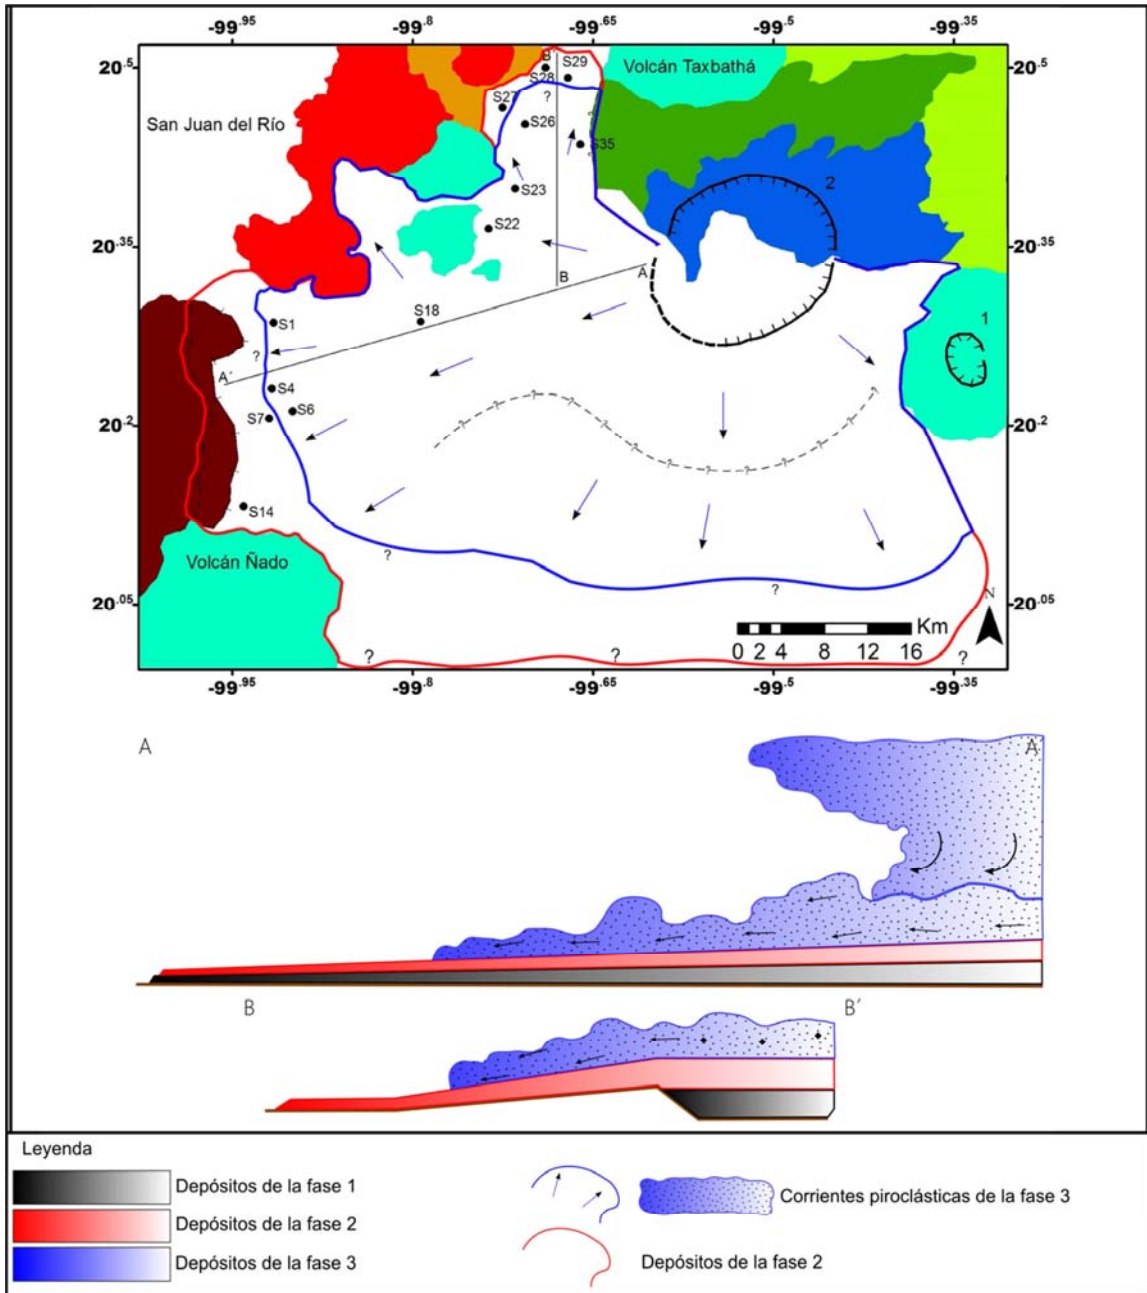 -99.95 -99.8 -99.65 -99.5 -99.35
20.5 B´ S29 Volcán Taxbathá 20.5
S28
S27 ?
San Juan del Río S26
S35
S23 2
S22
20.35 20.35
A
B
S18
S1
? 1
A´
S4
S6
20.2 S7 20.2
? ? ? ? ? ? ? ? ? ? ? ?
S14
Volcán Ñado ?
? N
20.05 20.05
Km
? ? ? 0 2 4 8 12 16
-99.95 -99.8 -99.65 -99.5 -99.35
A A´
B B´
Leyenda
Depósitos de la fase 1
Corrientes piroclásticas de la fase 3
Depósitos de la fase 2
Depósitos de la fase 3
Depósitos de la fase 2